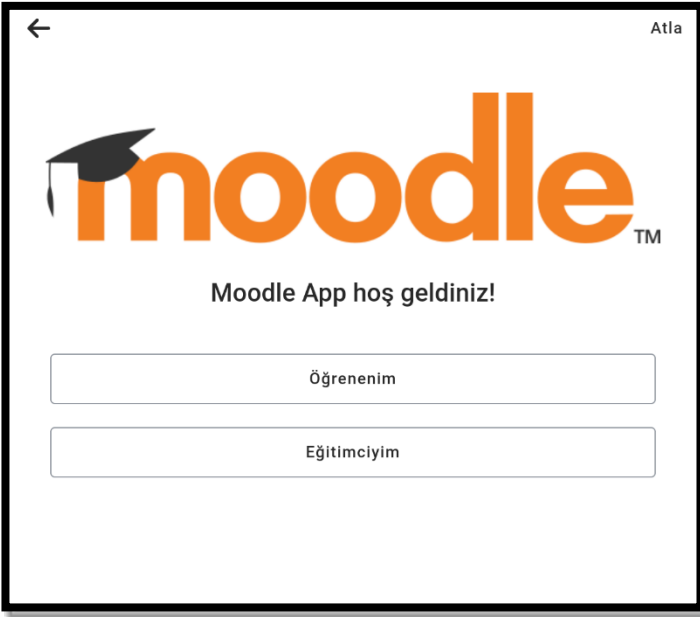 Atla
moodle
TM
Moodle App hoş geldiniz!
Öğrenenim
Eğitimciyim